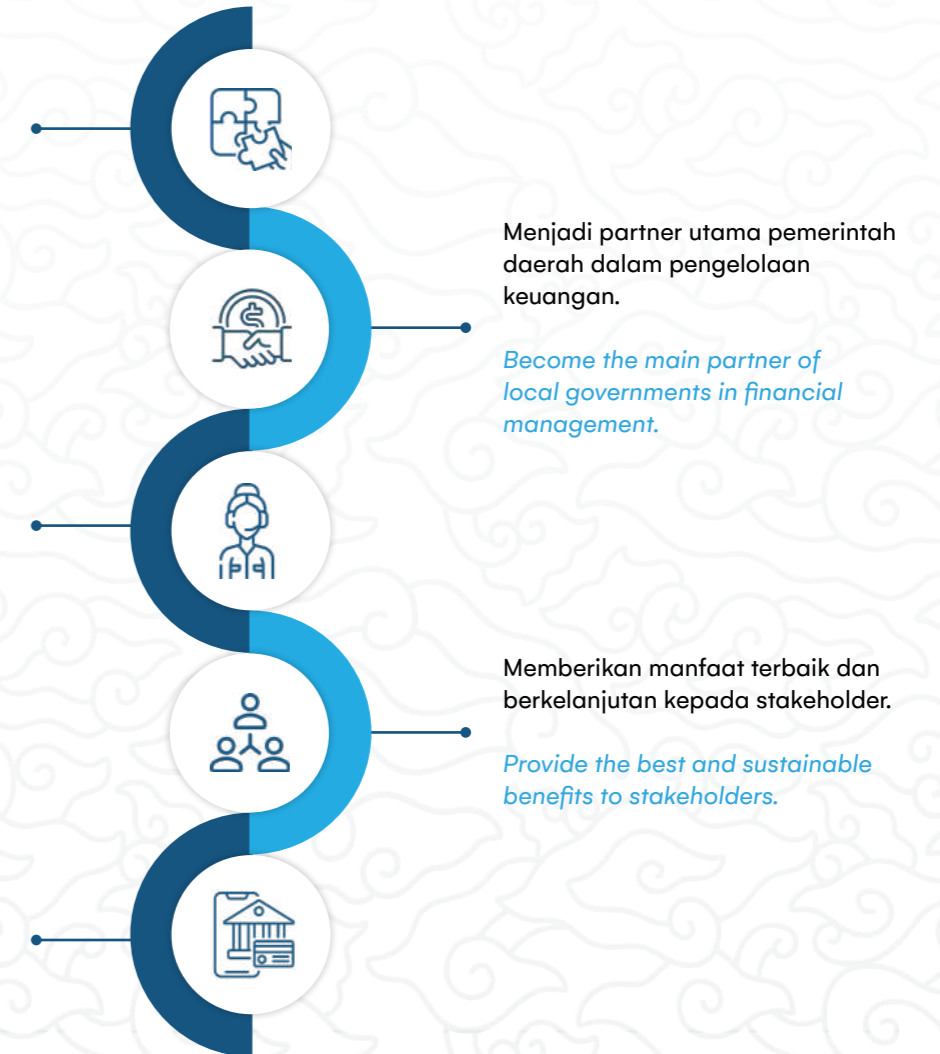 Menjadi partner utama pemerintah
daerah dalam pengelolaan
keuangan.
Become the main partner of
local governments in financial
management.
Memberikan manfaat terbaik dan
berkelanjutan kepada stakeholder.
Provide the best and sustainable
benefits to stakeholders.